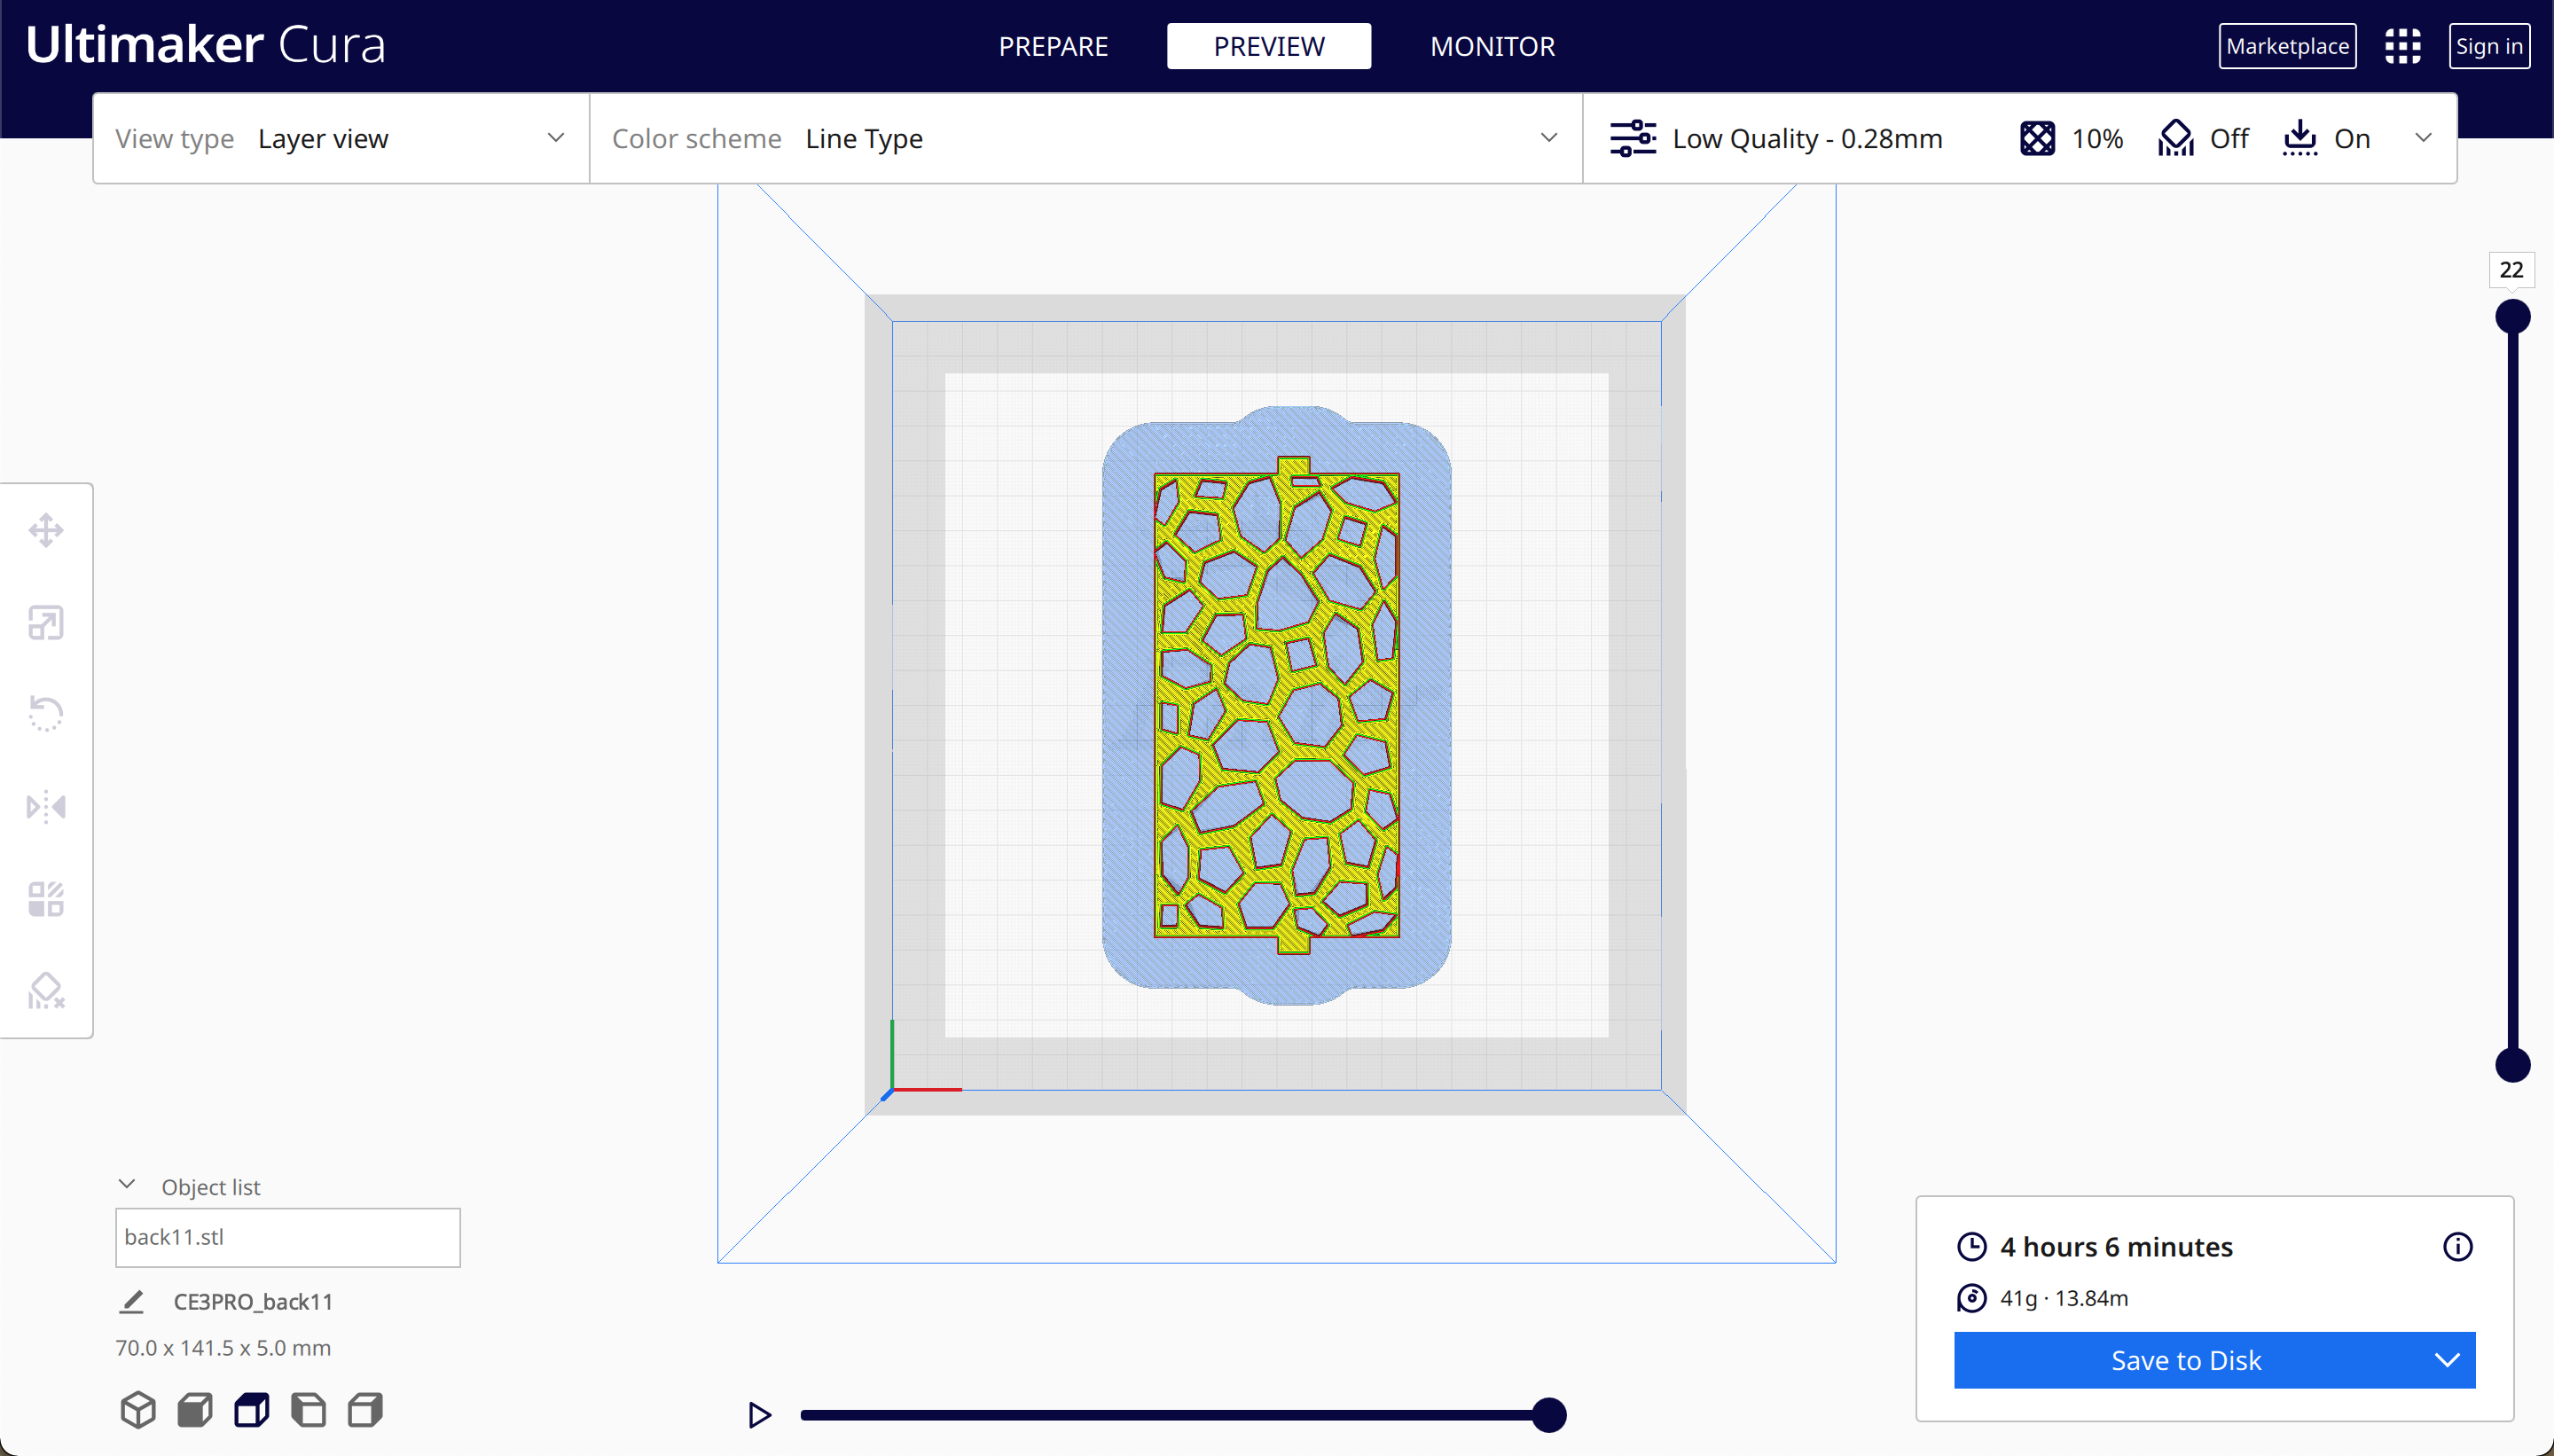 Ultimaker Cura
PREPARE
PREVIEW
MONITOR
Marketplace
Sign in
View type Layer view
Color scheme Line Type
Low Quality - 0.28mm
10%
Off
On
22
Object list
back11.stl
CE3PRO_back11
70.0 x 141.5 x 5.0 mm
4 hours 6 minutes
41g · 13.84m
Save to Disk